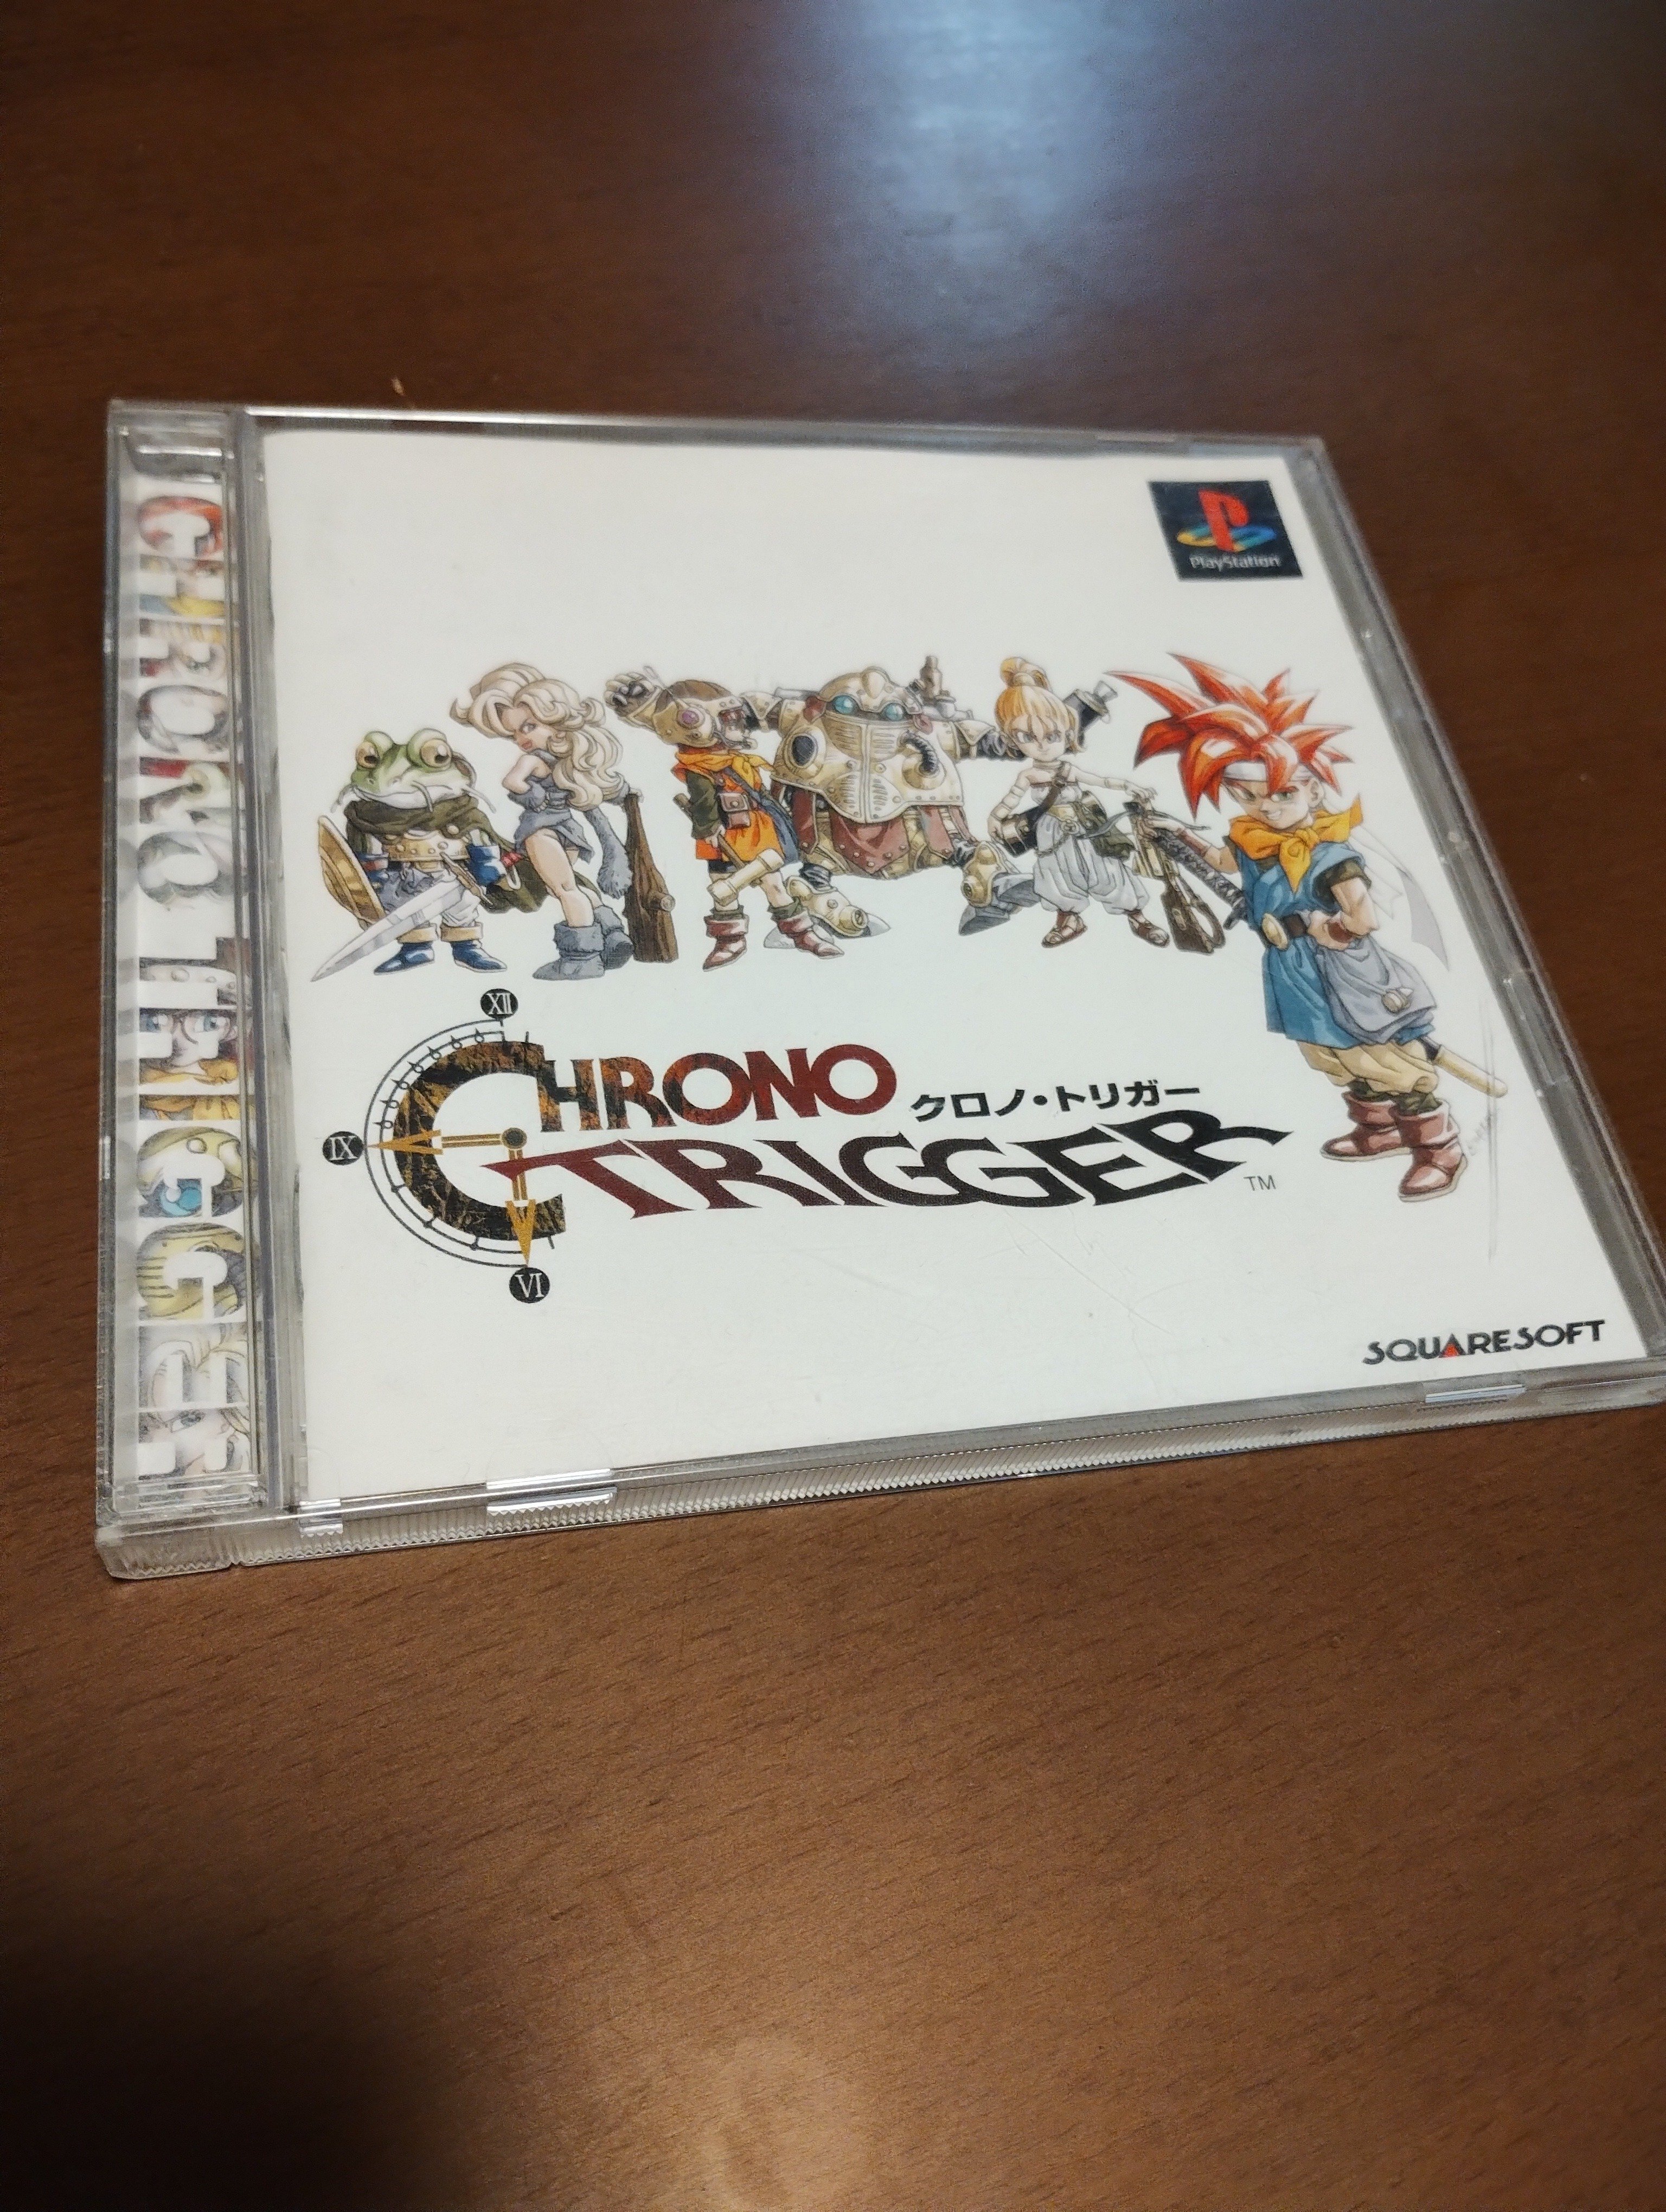 PlayStation
XII
CHRONO
クロノ・トリガー
IX
TRIGGER
TM
VI
SQUARESOFT
CHRONO TRIGGER